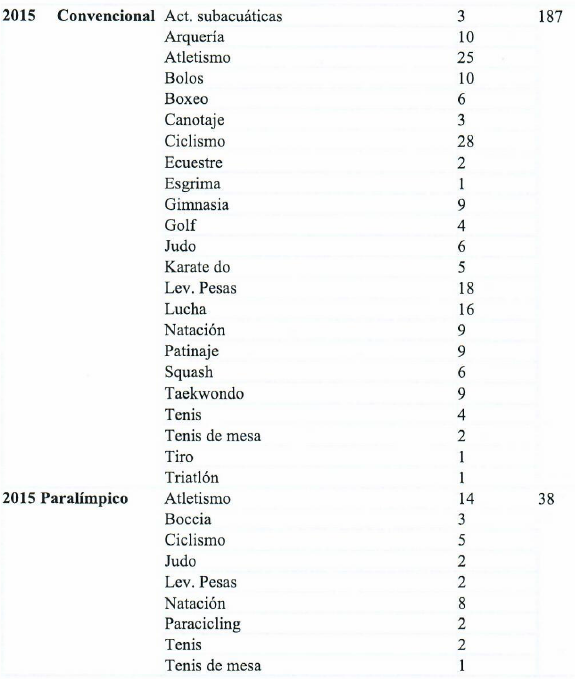 2015 Convencional Act. subacuáticas 3 187
Arquería 10
Atletismo 25
Bolos 10
Boxeo 6
Canotaje 3
Ciclismo 28
Ecuestre 2
Esgrima 1
Gimnasia 9
Golf 4
Judo 6
Karate do 5
Lev. Pesas 18
Lucha 16
Natación 9
Patinaje 9
Squash 6
Taekwondo 9
Tenis 4
Tenis de mesa 2
Tiro 1
Triatlón 1
2015 Paralímpico Atletismo 14 38
Boccia 3
Ciclismo 5
Judo 2
Lev. Pesas 2
Natación 8
Paracicling 2
Tenis 2
Tenis de mesa 1